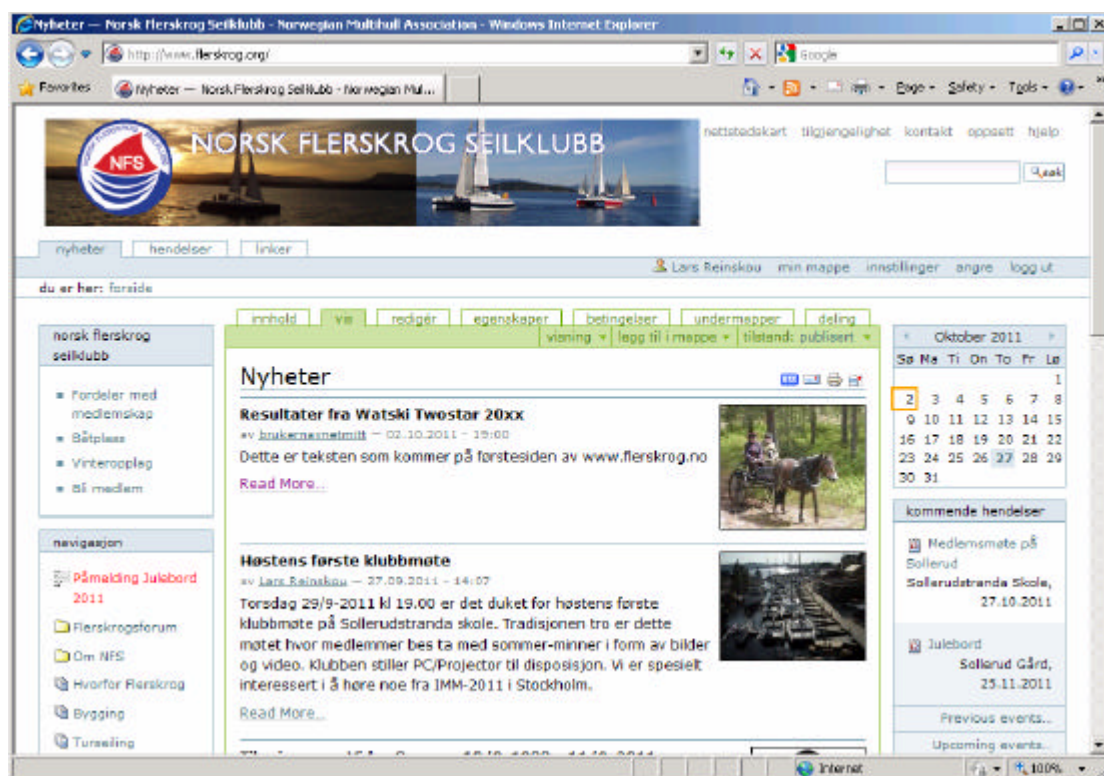 Nyheter — Norsk Flerskrog Seilklubb - Norwegian Multihull Association - Windows Internet Explorer
http://www.flerskrog.org/
Google
Favorites
Nyheter — Norsk Flerskrog Seilklubb - Norwegian Mul...
Page Safety Tools
NFS
NORSK FLERSKROG SEILKLUBB
nettstedskart tilgjengelighet kontakt oppsett hjelp
søk
nyheter hendelser linker
Lars Reinskou min mappe innstillinger angre logg ut
du er her: forside
norsk flerskrog
seilklubb
Fordeler med
medlemskap
Båtplass
Vinteropplag
Bli medlem
navigasjon
Påmelding Julebord
2011
Flerskrogsforum
Om NFS
Hvorfor Flerskrog
Bygging
Turseiling
innhold vis redigér egenskaper betingelser undermapper deling
visning legg til i mappe tilstand: publisert
Nyheter
Resultater fra Watski Twostar 20xx
av brukernavnetmitt — 02.10.2011 - 19:00
Dette er teksten som kommer på førstesiden av www.flerskrog.no
Read More...
Høstens første klubbmøte
av Lars Reinskou — 27.09.2011 - 14:07
Torsdag 29/9-2011 kl 19.00 er det duket for høstens første
klubbmøte på Sollerudstranda skole. Tradisjonen tro er dette
møtet hvor medlemmer bes ta med sommer-minner i form av bilder
og video. Klubben stiller PC/Projector til disposisjon. Vi er spesielt
interessert i å høre noe fra IMM-2011 i Stockholm.
Read More...
Oktober 2011
Sø Ma Ti On To Fr Lø
1
2 3 4 5 6 7 8
9 10 11 12 13 14 15
16 17 18 19 20 21 22
23 24 25 26 27 28 29
30 31
kommende hendelser
Medlemsmøte på
Sollerud
Sollerudstranda Skole,
27.10.2011
Julebord
Sollerud Gård,
25.11.2011
Previous events...
Upcoming events...
Internet
100%